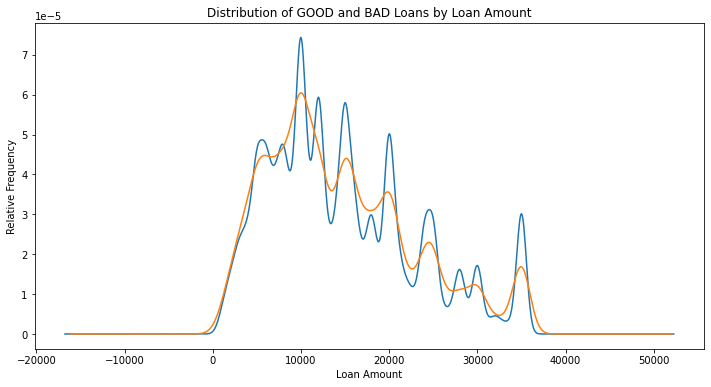 Distribution of GOOD and BAD Loans by Loan Amount
1e−5
7
6
5
4
3
2
1
0
Relative Frequency
−20000 −10000 0 10000 20000 30000 40000 50000
Loan Amount